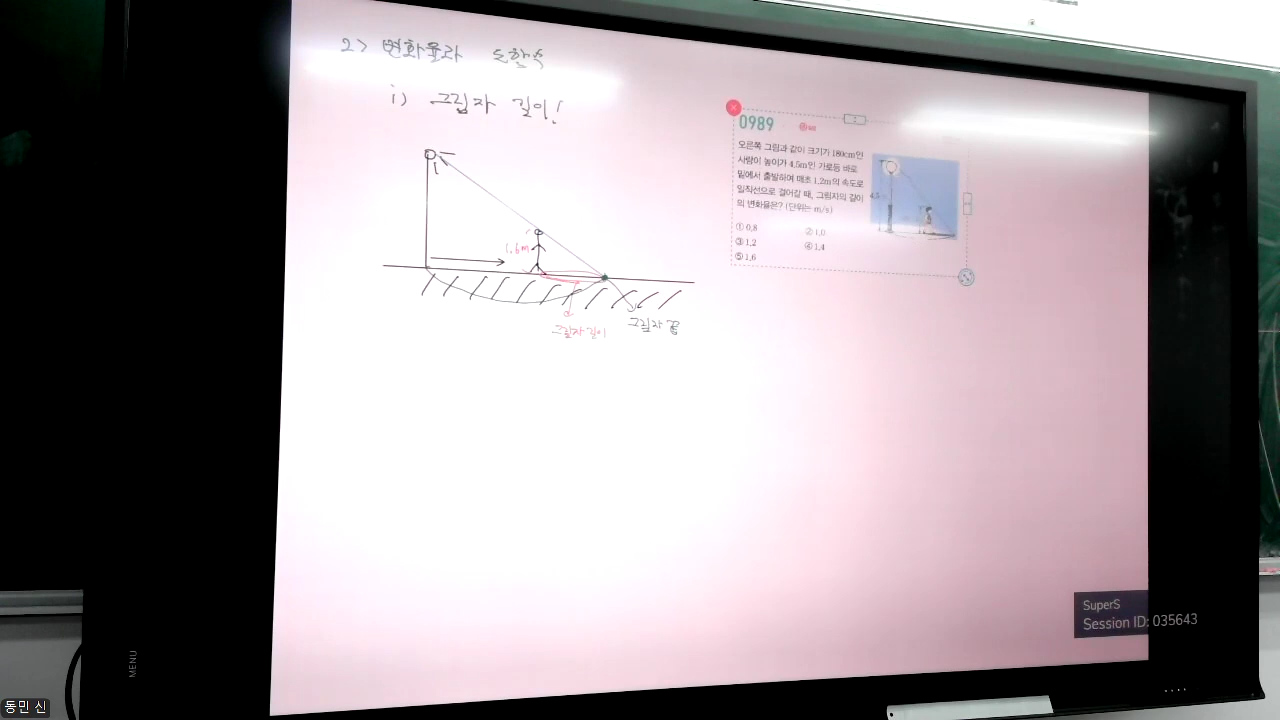 2> 변화율과 도함수
i) 그림자 길이!
1.6m
그림자 길이
그림자 끝
0989
오른쪽 그림과 같이 크기가 180cm인
사람이 높이가 4.5m인 가로등 바로
밑에서 출발하여 매초 1.2m의 속도로
일직선으로 걸어갈 때, 그림자의 길이
의 변화율은? (단위는 m/s)
① 0.8 ② 1.0
③ 1.2 ④ 1.4
⑤ 1.6
SuperS
Session ID: 035643
MENU
동민 신